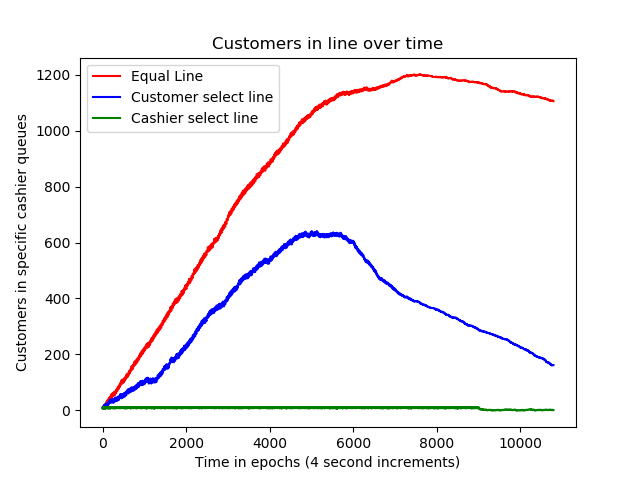 Customers in line over time
Equal Line
Customer select line
Cashier select line
Customers in specific cashier queues
1200
1000
800
600
400
200
0
0 2000 4000 6000 8000 10000
Time in epochs (4 second increments)